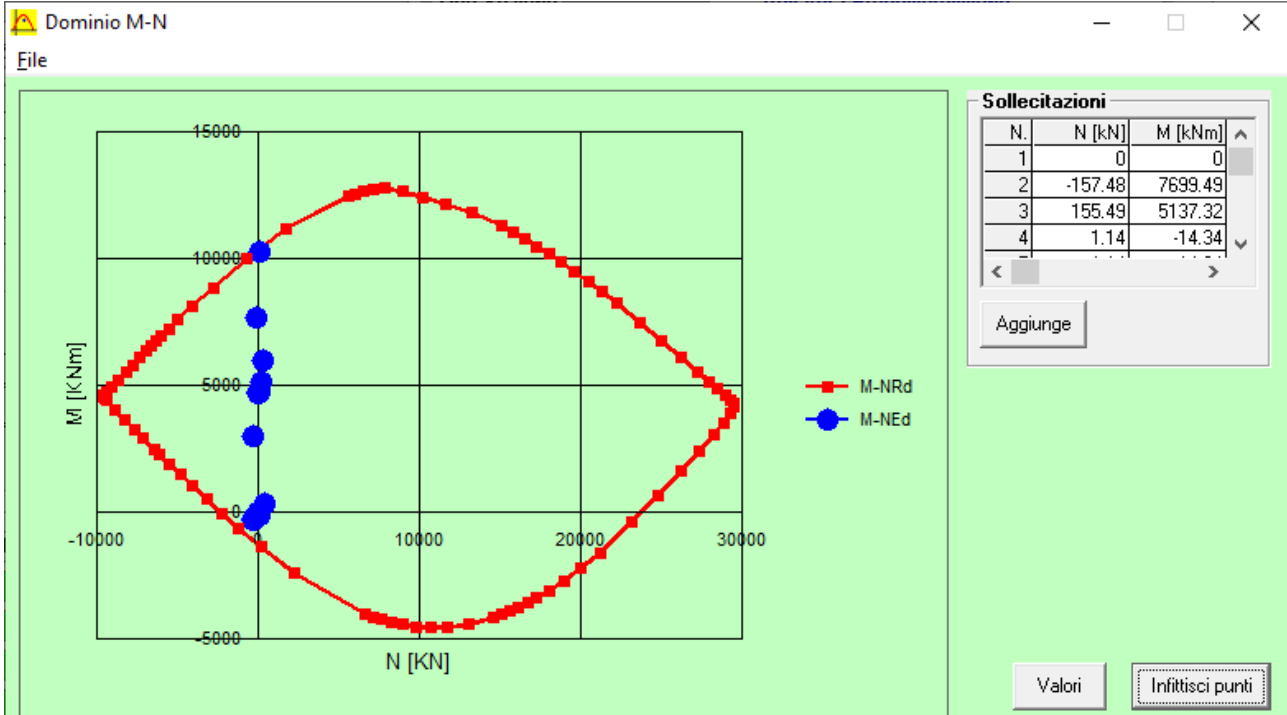 Dominio M-N
File
Sollecitazioni
N. N [kN] M [kNm]
1 0 0
2 -157.48 7699.49
3 155.49 5137.32
4 1.14 -14.34
Aggiunge
15000
10000
5000
0
-5000
-10000 0 10000 20000 30000
M [KNm]
N [KN]
M-NRd
M-NEd
Valori
Infittisci punti